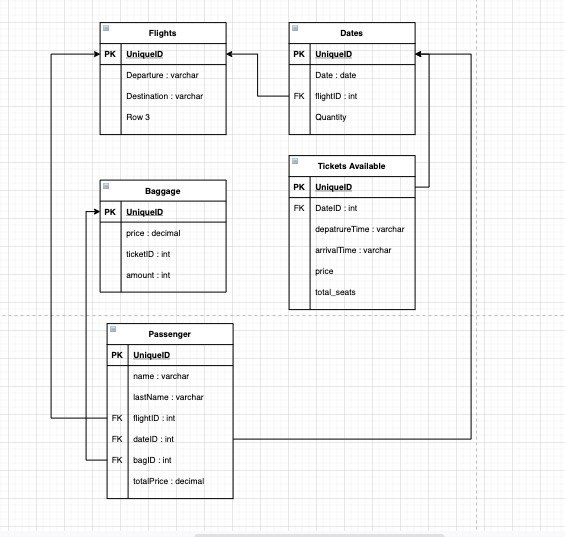 Flights
PK UniqueID
Departure : varchar
Destination : varchar
Row 3
Dates
PK UniqueID
Date : date
FK flightID : int
Quantity
Tickets Available
PK UniqueID
FK DateID : int
depatrureTime : varchar
arrivalTime : varchar
price
total_seats
Baggage
PK UniqueID
price : decimal
ticketID : int
amount : int
Passenger
PK UniqueID
name : varchar
lastName : varchar
FK flightID : int
FK dateID : int
FK bagID : int
totalPrice : decimal